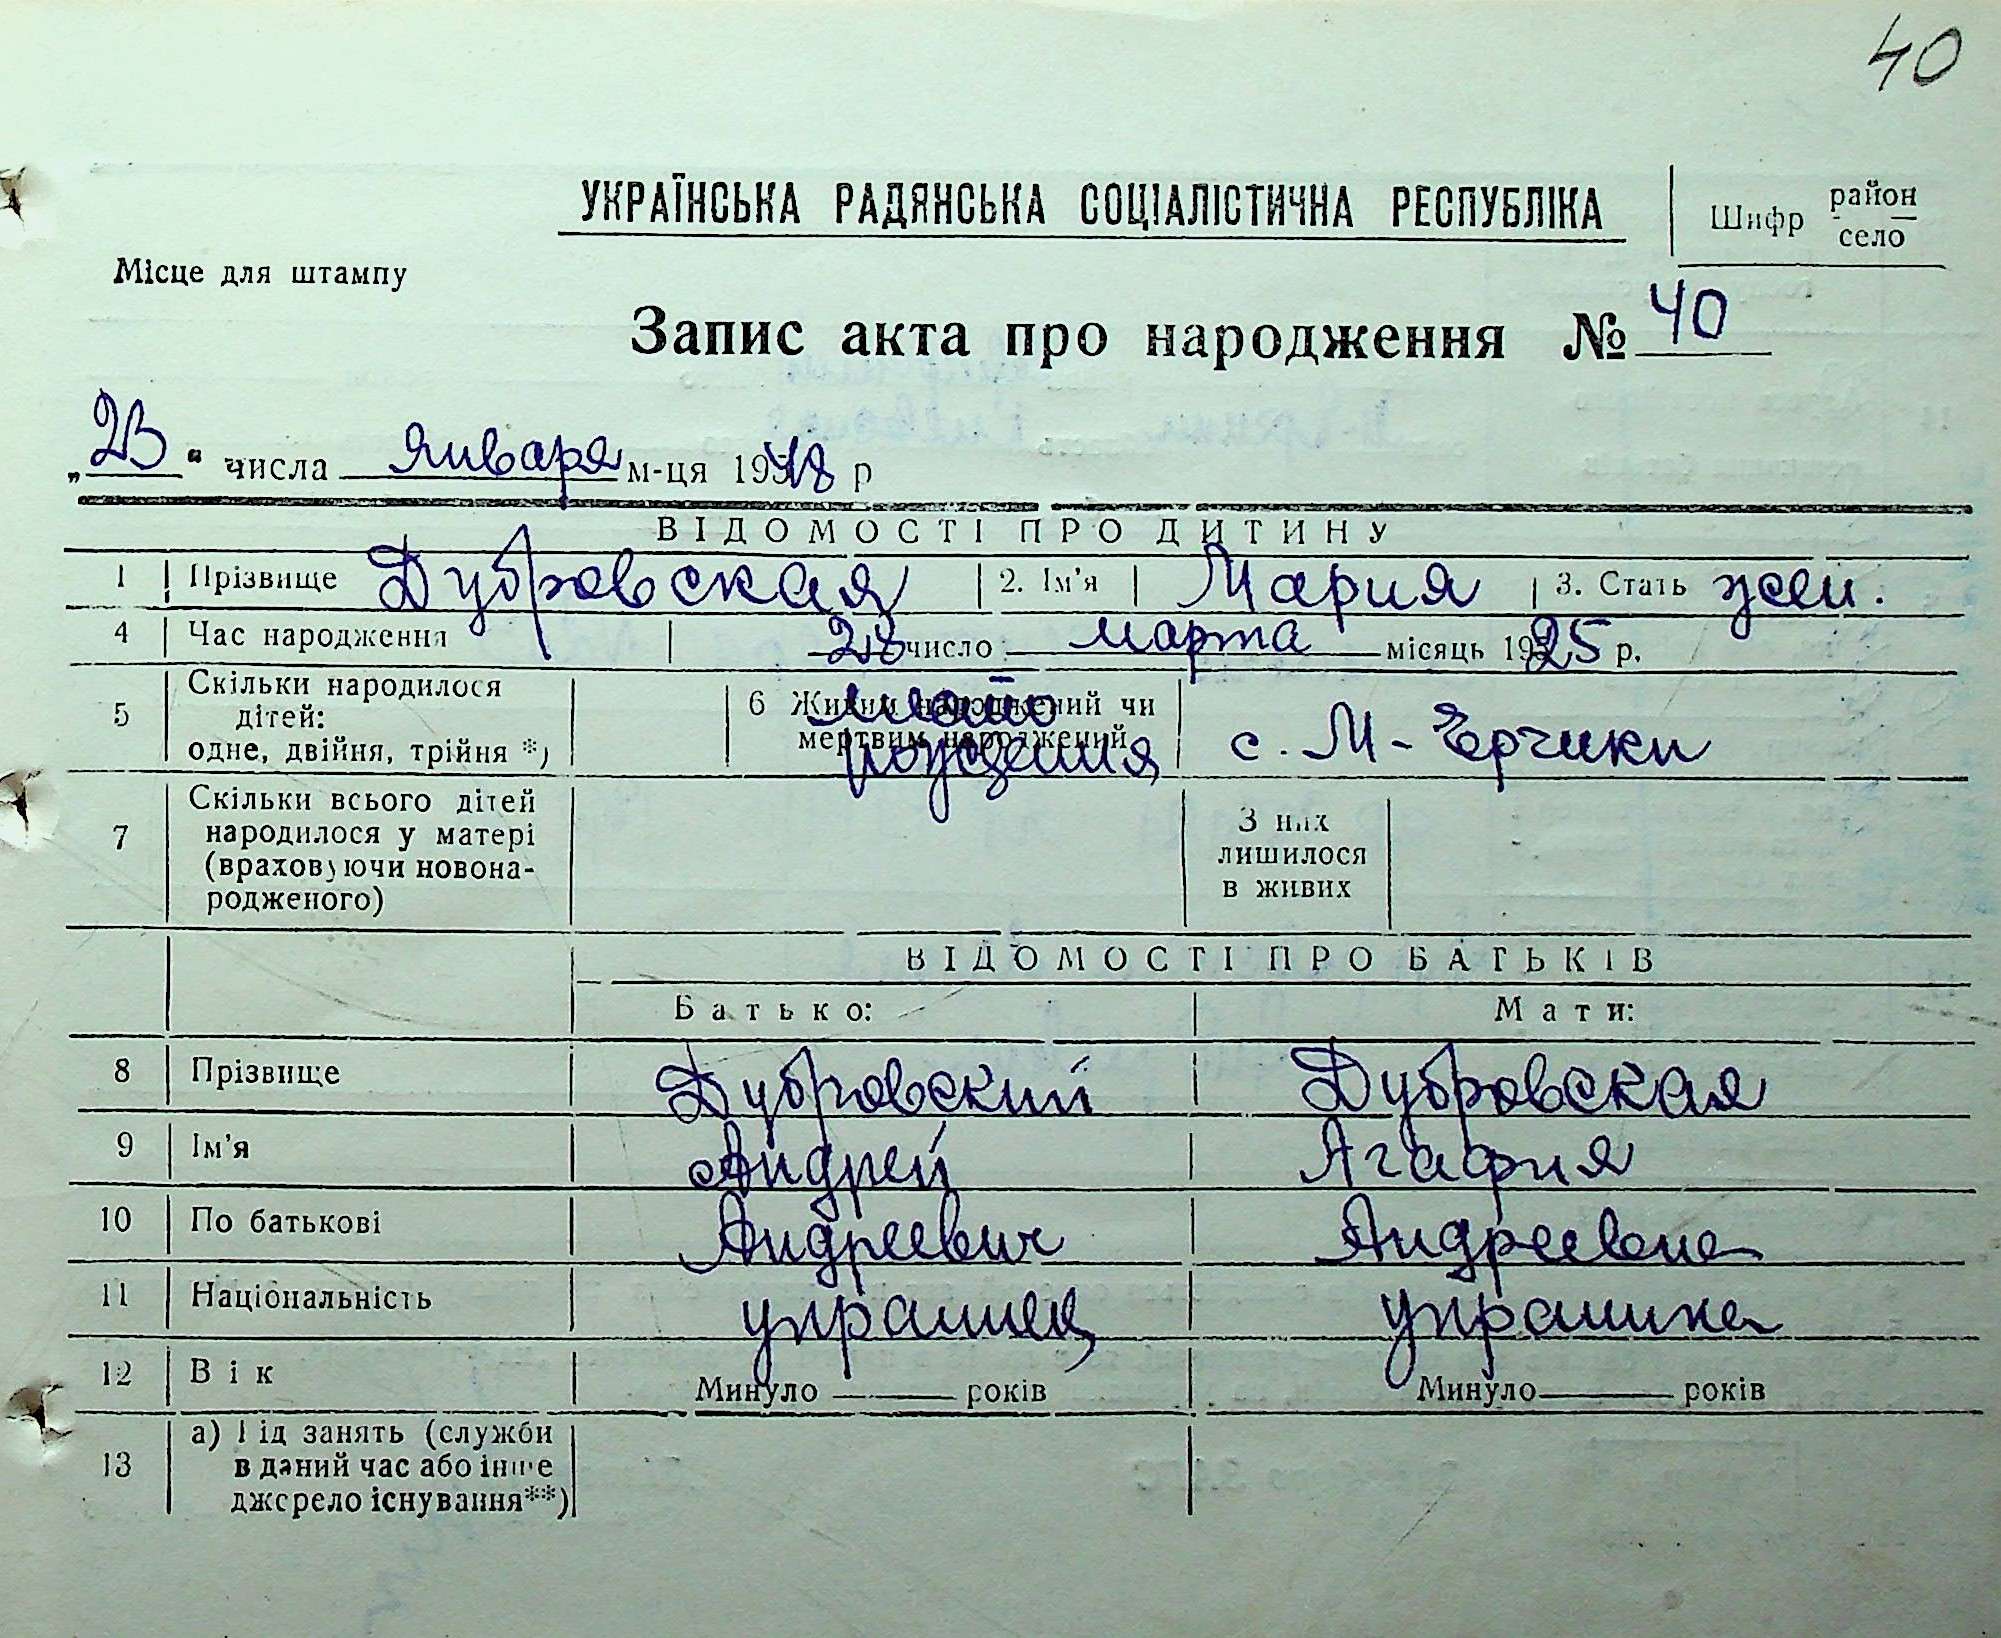 40
УКРАЇНСЬКА РАДЯНСЬКА СОЦІАЛІСТИЧНА РЕСПУБЛІКА
Шифр район село
Місце для штампу
Запис акта про народження № 40
„23“ числа января м-ця 1948 р
ВІДОМОСТІ ПРО ДИТИНУ
1 Прізвище Дубровская 2. Ім'я Мария 3. Стать жен.
4 Час народження 28 число марта місяць 1925 р.
5 Скільки народилося дітей: одне, двійня, трійня *) 6 Живим народжений чи мертвим народжений место рождения с. М-Ерчики
7 Скільки всього дітей народилося у матері (враховуючи новонародженого) З них лишилося в живих
ВІДОМОСТІ ПРО БАТЬКІВ
Батько: Мати:
8 Прізвище Дубровский Дубровская
9 Ім'я Андрей Агафия
10 По батькові Андреевич Андреевна
11 Національність украинец украинка
12 Вік Минуло років Минуло років
13 а) Рід занять (служби
в даний час або інше
джерело існування**)